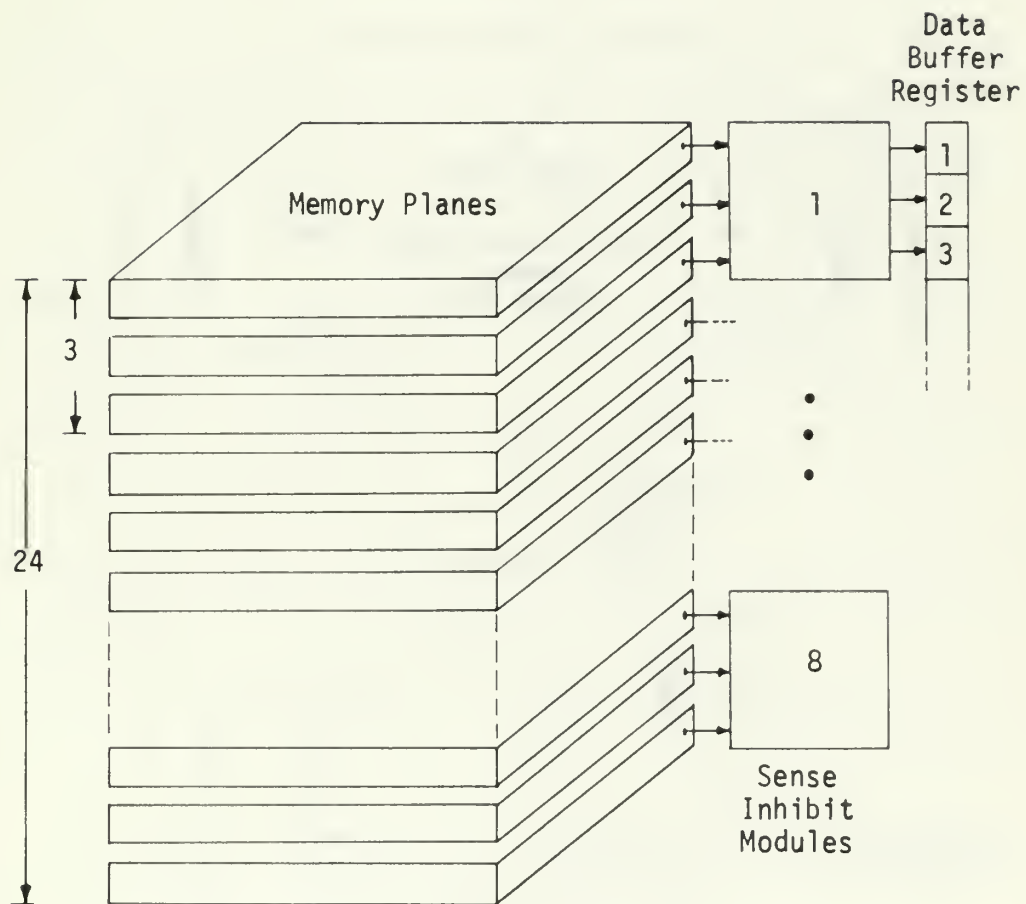 Data
Buffer
Register
Memory Planes
1
1
2
3
3
24
8
Sense
Inhibit
Modules